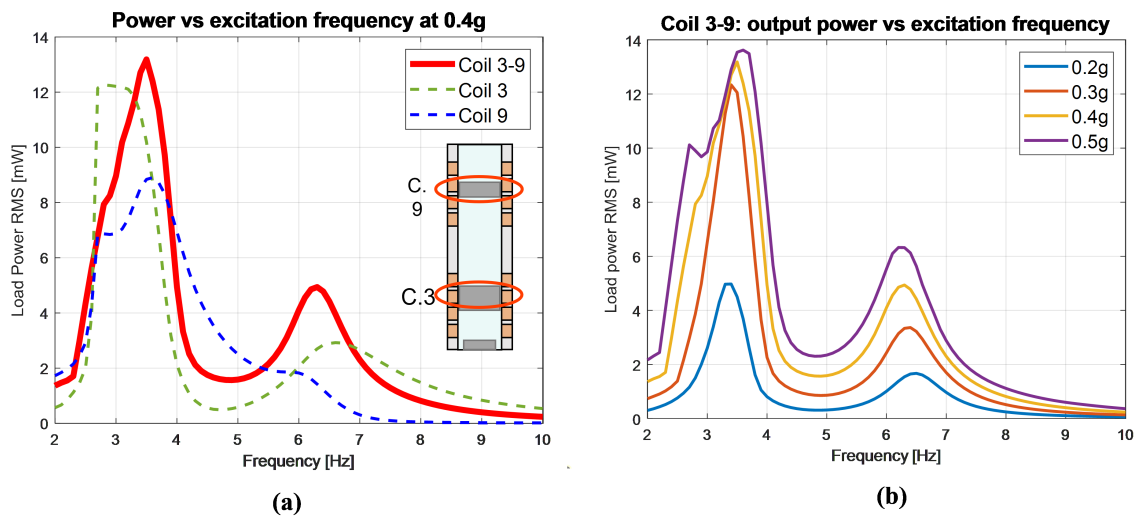 Power vs excitation frequency at 0.4g
Load Power RMS [mW]
14
12
10
8
6
4
2
0
2 3 4 5 6 7 8 9 10
Frequency [Hz]
Coil 3-9
Coil 3
Coil 9
C.
9
C.3
(a)
Coil 3-9: output power vs excitation frequency
Load power RMS [mW]
14
12
10
8
6
4
2
0
2 3 4 5 6 7 8 9 10
Frequency [Hz]
0.2g
0.3g
0.4g
0.5g
(b)